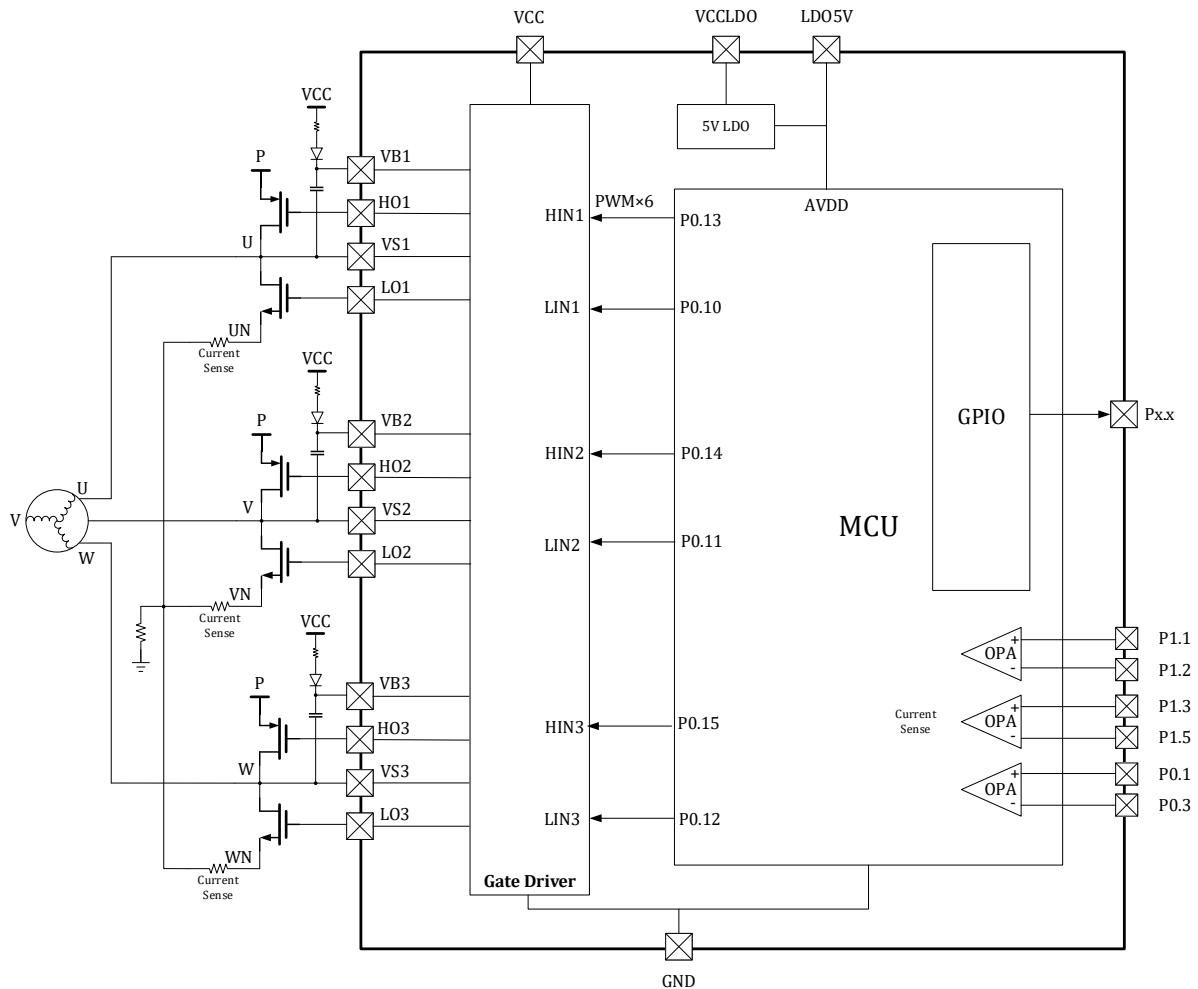 VCC
VCCLDO
LDO5V
VCC
5V LDO
P
VB1
HO1
U
VS1
LO1
UN
Current
Sense
HIN1
PWM×6
P0.13
AVDD
LIN1
P0.10
VCC
P
VB2
HO2
V
VS2
LO2
VN
Current
Sense
HIN2
P0.14
LIN2
P0.11
MCU
GPIO
Px.x
U
V
W
VCC
P
VB3
HO3
W
VS3
LO3
WN
Current
Sense
HIN3
P0.15
LIN3
P0.12
Gate Driver
Current
Sense
+
OPA
-
P1.1
P1.2
+
OPA
-
P1.3
P1.5
+
OPA
-
P0.1
P0.3
GND